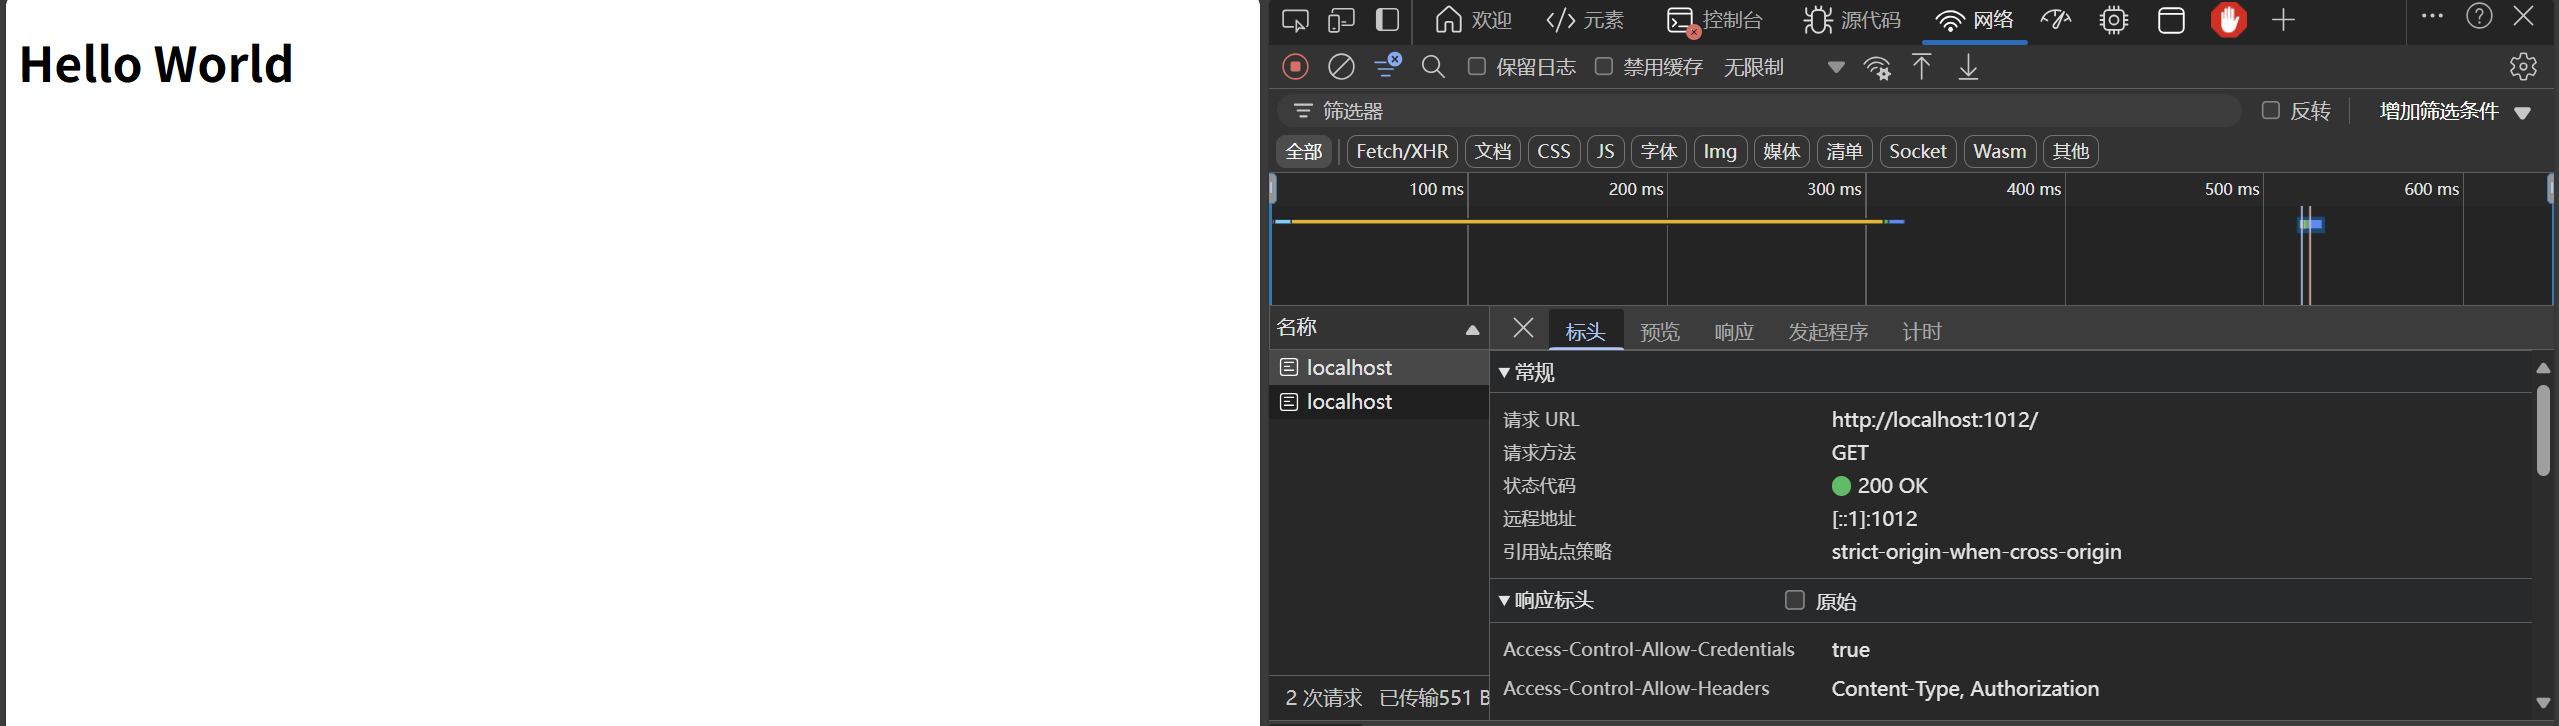 Hello World
欢迎 元素 控制台 源代码 网络
保留日志 禁用缓存 无限制
筛选器 反转 增加筛选条件
全部 Fetch/XHR 文档 CSS JS 字体 Img 媒体 清单 Socket Wasm 其他
100 ms 200 ms 300 ms 400 ms 500 ms 600 ms
名称 标头 预览 响应 发起程序 计时
localhost
localhost
2 次请求 已传输551 B
常规
请求 URL http://localhost:1012/
请求方法 GET
状态代码 200 OK
远程地址 [::1]:1012
引用站点策略 strict-origin-when-cross-origin
响应标头 原始
Access-Control-Allow-Credentials true
Access-Control-Allow-Headers Content-Type, Authorization